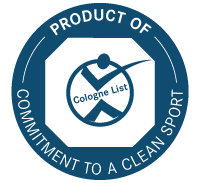 PRODUCT OF
Cologne List
COMMITMENT TO A CLEAN SPORT